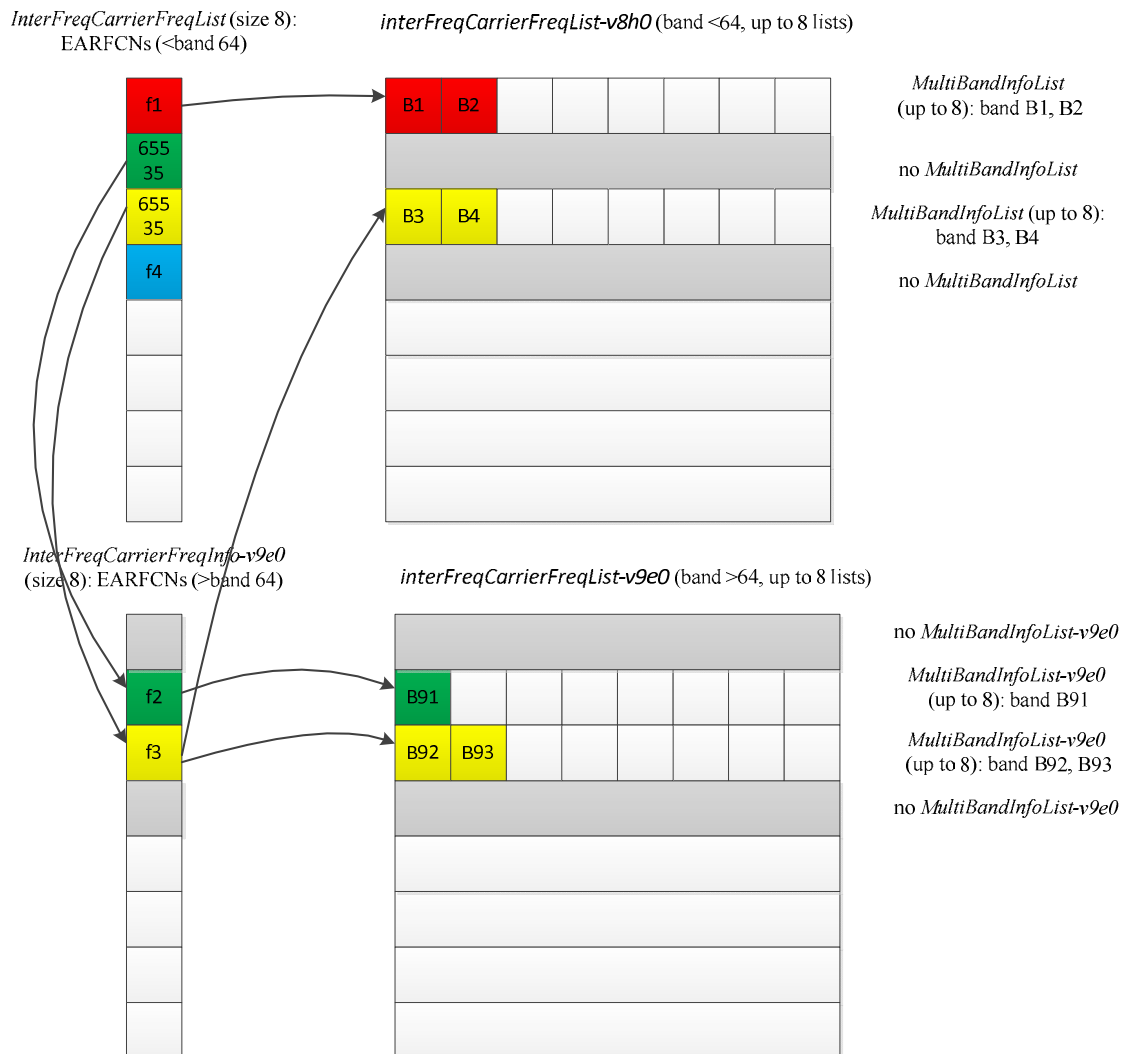 InterFreqCarrierFreqList (size 8):
EARFCNs (<band 64)
interFreqCarrierFreqList-v8h0 (band <64, up to 8 lists)
f1
B1 B2
MultiBandInfoList
(up to 8): band B1, B2
655
35
no MultiBandInfoList
655
35
B3 B4
MultiBandInfoList (up to 8):
band B3, B4
f4
no MultiBandInfoList
InterFreqCarrierFreqInfo-v9e0
(size 8): EARFCNs (>band 64)
interFreqCarrierFreqList-v9e0 (band >64, up to 8 lists)
no MultiBandInfoList-v9e0
f2
B91
MultiBandInfoList-v9e0
(up to 8): band B91
f3
B92 B93
MultiBandInfoList-v9e0
(up to 8): band B92, B93
no MultiBandInfoList-v9e0